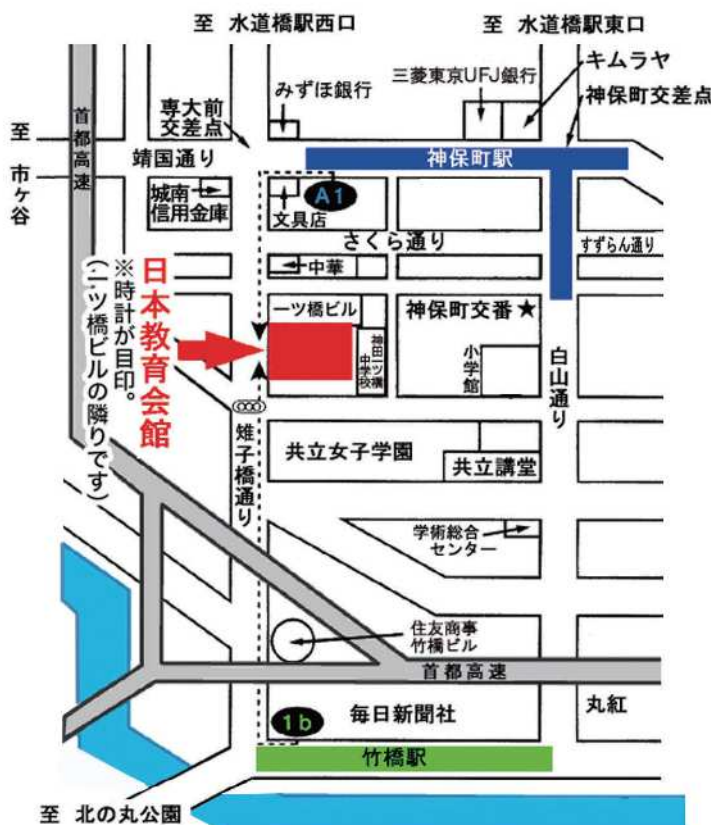 至 水道橋駅西口
至 水道橋駅東口
キムラヤ
三菱東京UFJ銀行
みずほ銀行
神保町交差点
専大前
交差点
首都高速
至 市ヶ谷
靖国通り
神保町駅
城南
信用金庫
A1
文具店
さくら通り
すずらん通り
中華
日本教育会館
※時計が目印。
(一ツ橋ビルの隣りです)
一ツ橋ビル
神田一ツ橋
中学校
神保町交番★
小学館
白山通り
雉子橋通り
共立女子学園
共立講堂
学術総合
センター
住友商事
竹橋ビル
首都高速
1b
毎日新聞社
丸紅
竹橋駅
至 北の丸公園